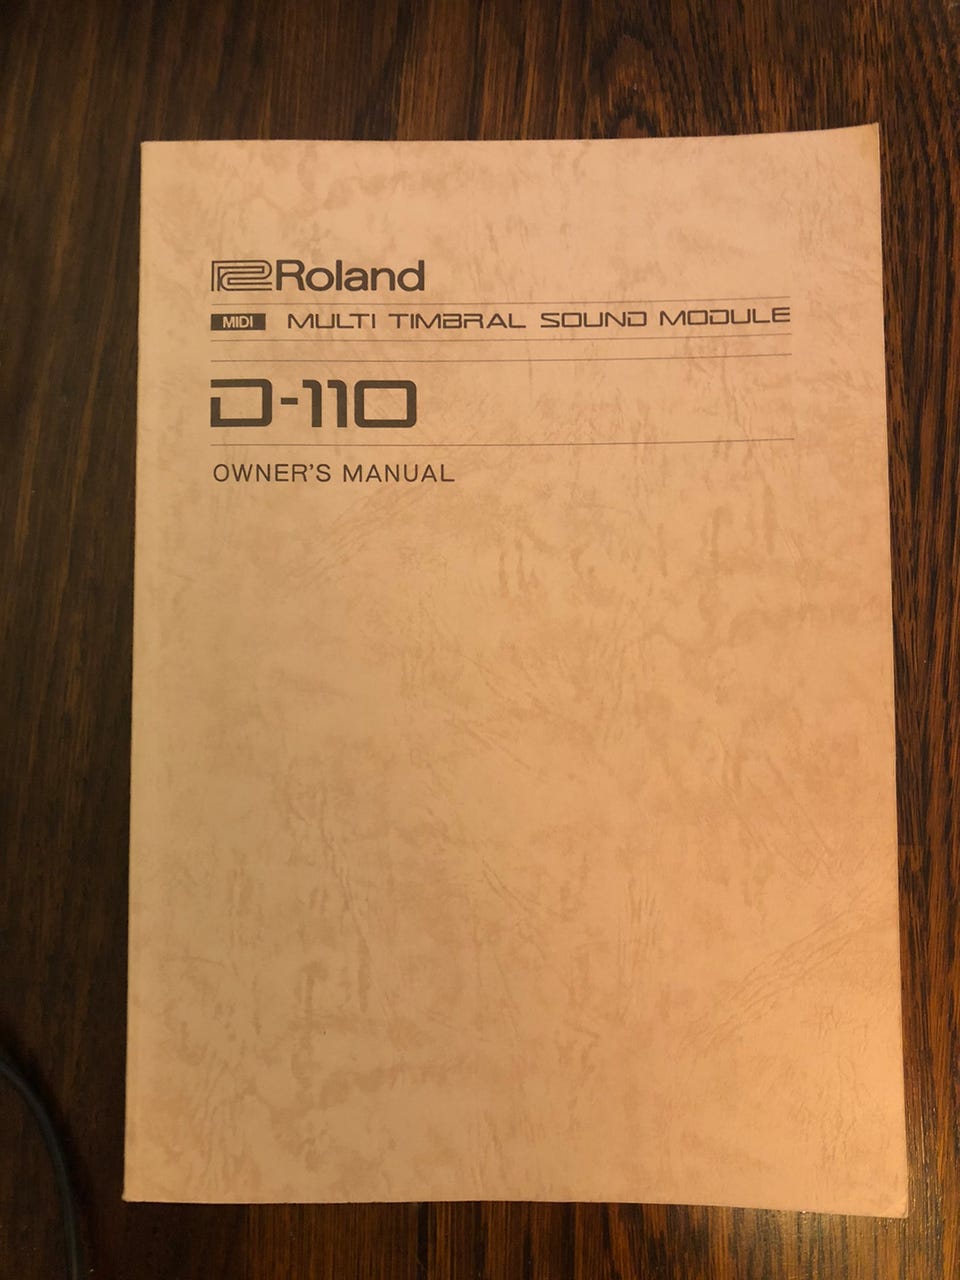 Roland
MIDI MULTI TIMBRAL SOUND MODULE
D-110
OWNER'S MANUAL